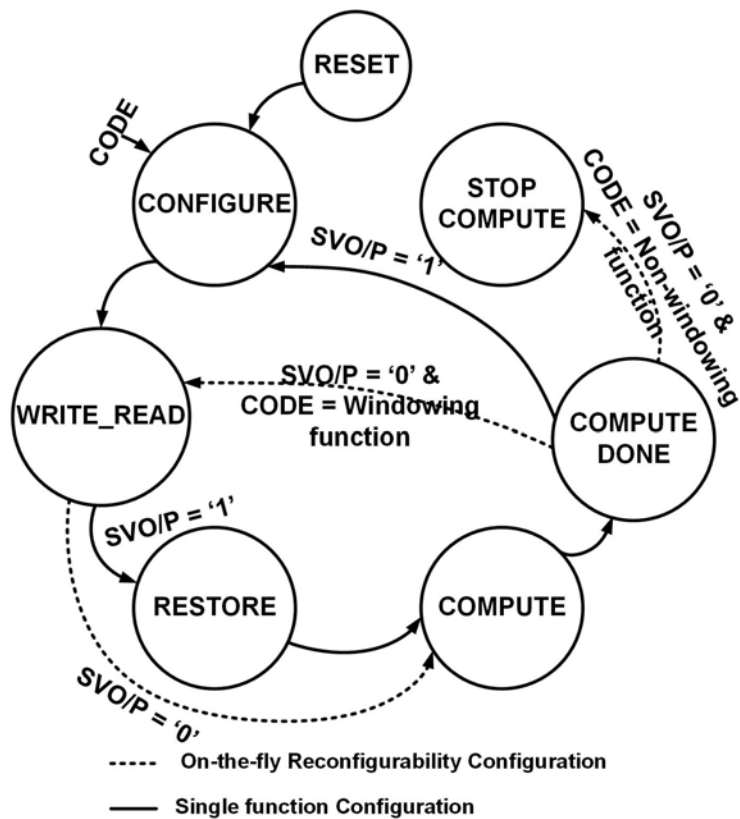 RESET
CODE
CONFIGURE
STOP
COMPUTE
SVO/P = '0' &
CODE = Non-windowing
function
SVO/P = '1'
SVO/P = '0' &
CODE = Windowing
function
WRITE_READ
COMPUTE
DONE
SVO/P = '1'
RESTORE
COMPUTE
SVO/P = '0'
On-the-fly Reconfigurability Configuration
Single function Configuration